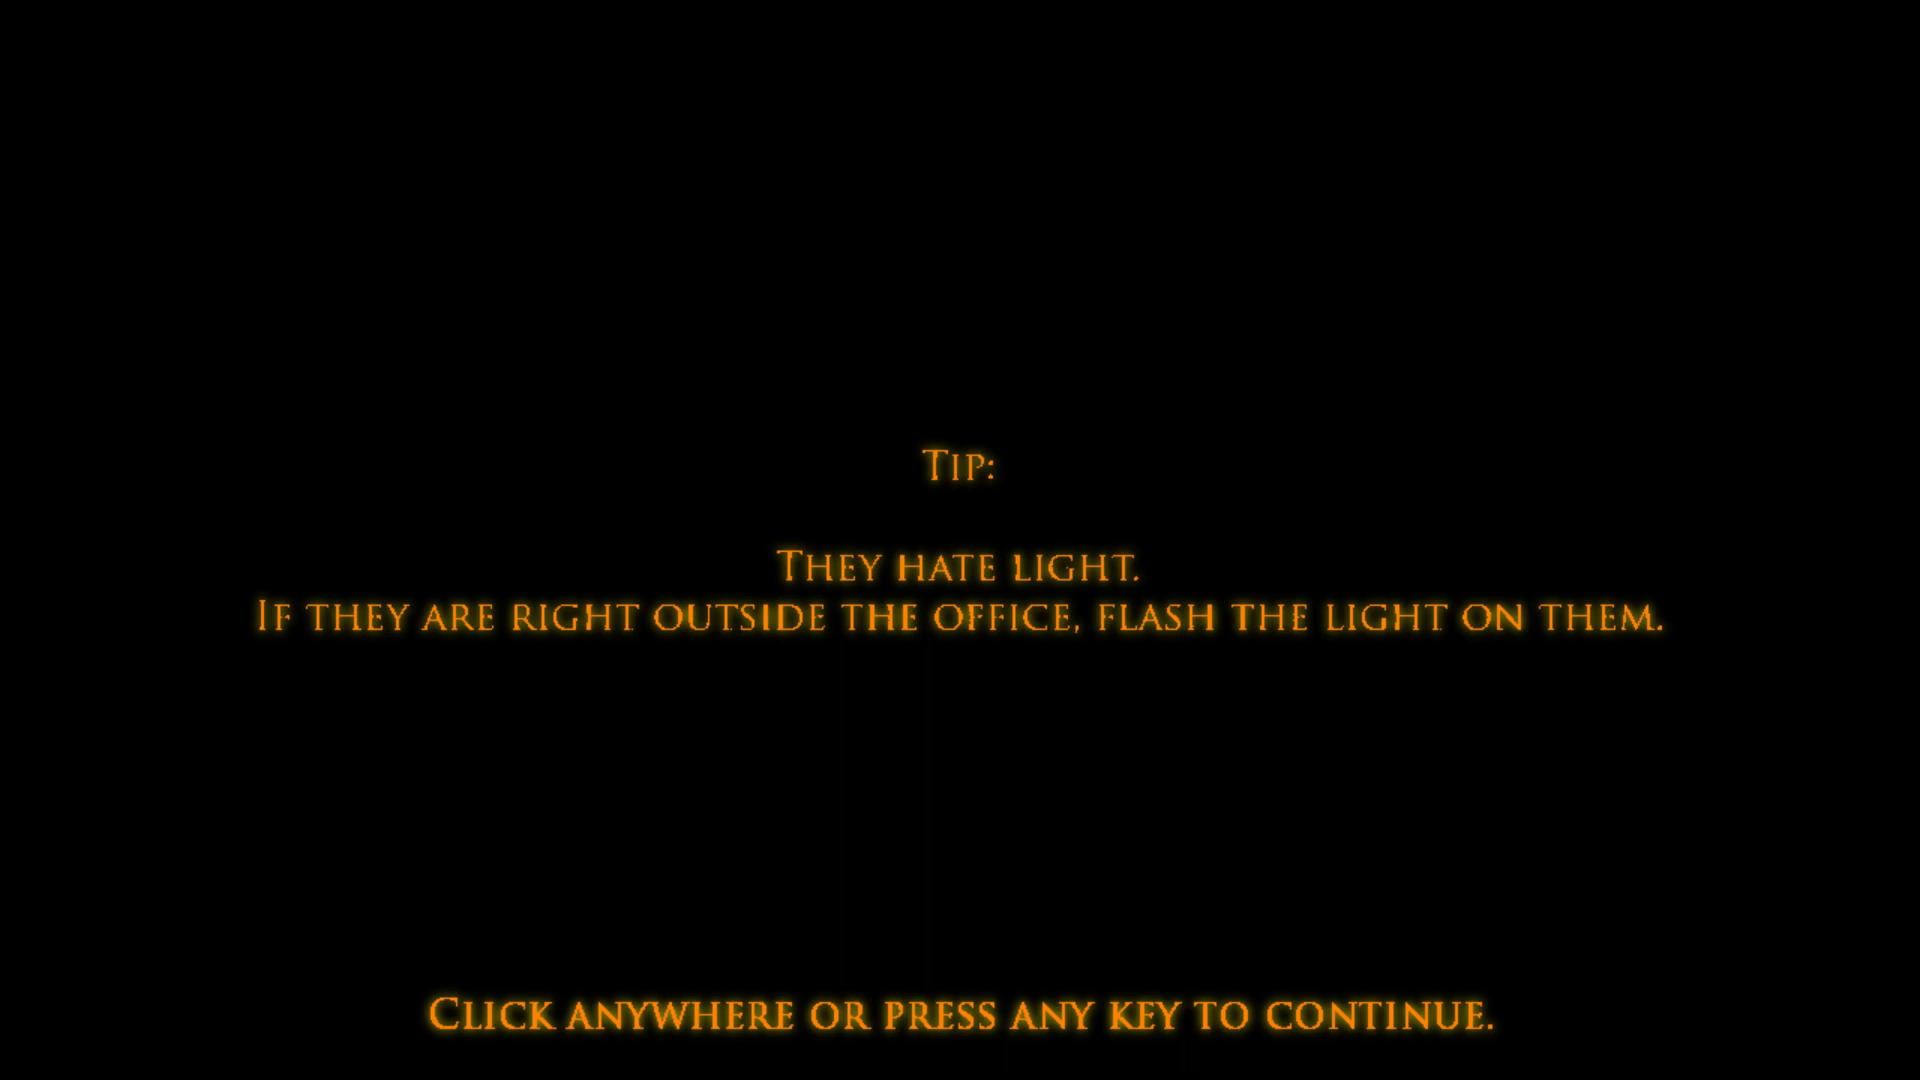 Tip:
They hate light.
If they are right outside the office, flash the light on them.
Click anywhere or press any key to continue.